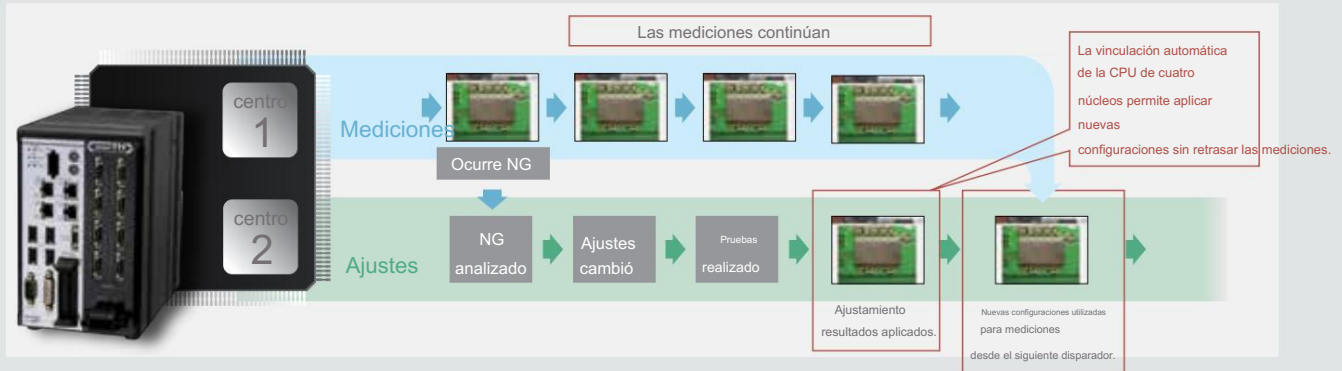 Las mediciones continúan
La vinculación automática
de la CPU de cuatro
núcleos permite aplicar
nuevas
configuraciones sin retrasar las mediciones.
centro
1
Mediciones
Ocurre NG
centro
2
Ajustes
NG
analizado
Ajustes
cambió
Pruebas
realizado
Ajustamiento
resultados aplicados.
Nuevas configuraciones utilizadas
para mediciones
desde el siguiente disparador.